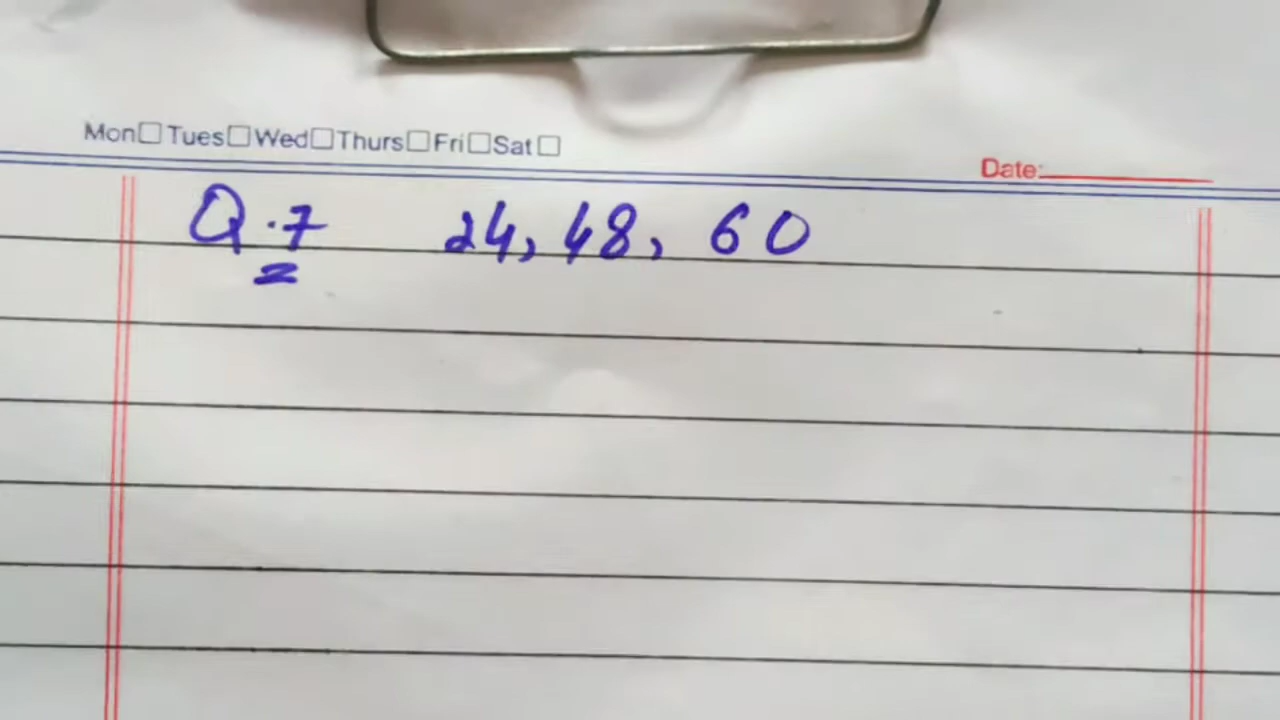 Mon□ Tues□ Wed□ Thurs□ Fri□ Sat□
Date:
Q.7 24, 48, 60